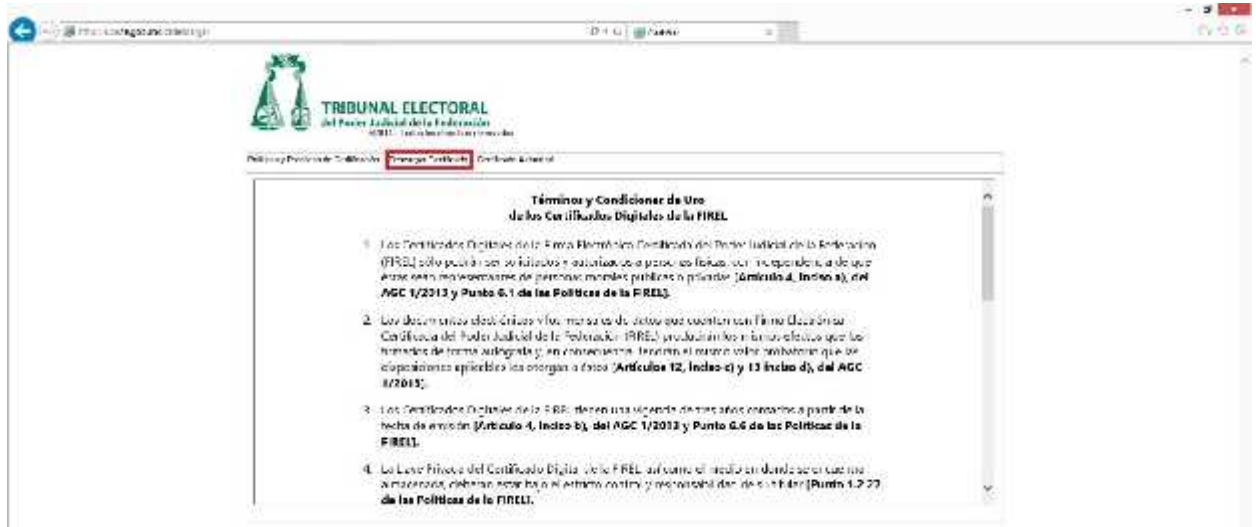 TRIBUNAL ELECTORAL
del Poder Judicial de la Federación
Políticas y Prácticas de Certificación Descargar Certificado Certificado
Términos y Condiciones de Uso
de los Certificados Digitales de la FIREL
1. Los Certificados Digitales de la Firma Electrónica Certificada del Poder Judicial de la Federación
(FIREL) sólo podrán ser solicitados y autorizados a personas físicas, con independencia de que
éstas sean representantes de personas morales públicas o privadas [Artículo 4, inciso a), del
AGC 1/2013 y Punto 6.1 de las Políticas de la FIREL].
2. Los documentos electrónicos y los mensajes de datos que cuenten con Firma Electrónica
Certificada del Poder Judicial de la Federación (FIREL) producirán los mismos efectos que los
firmados de forma autógrafa y, en consecuencia, tendrán el mismo valor probatorio que las
disposiciones aplicables les otorgan a éstos [Artículos 12, inciso c) y 13 inciso d), del AGC
1/2013].
3. Los Certificados Digitales de la FIREL tienen una vigencia de tres años contados a partir de la
fecha de emisión [Artículo 4, inciso b), del AGC 1/2013 y Punto 6.6 de las Políticas de la
FIREL].
4. La Llave Privada del Certificado Digital de la FIREL, así como el medio en donde se encuentra
almacenada, deberán estar bajo el estricto control y responsabilidad de su titular [Punto 1.2.22
de las Políticas de la FIREL].